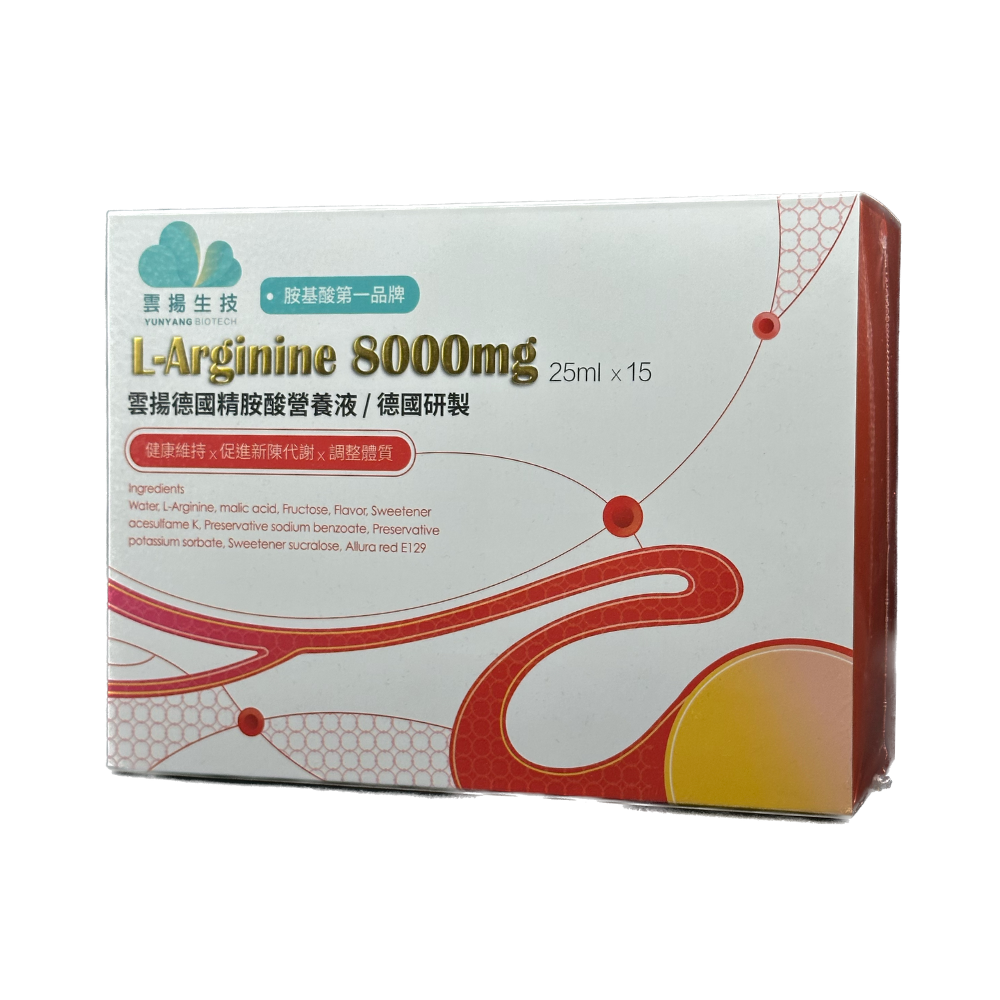 雲揚生技
YUNYANG BIOTECH
• 胺基酸第一品牌
L-Arginine 8000mg 25ml x 15
雲揚德國精胺酸營養液 / 德國研製
健康維持 x 促進新陳代謝 x 調整體質
Ingredients
Water, L-Arginine, malic acid, Fructose, Flavor, Sweetener
acesulfame K, Preservative sodium benzoate, Preservative
potassium sorbate, Sweetener sucralose, Allura red E129